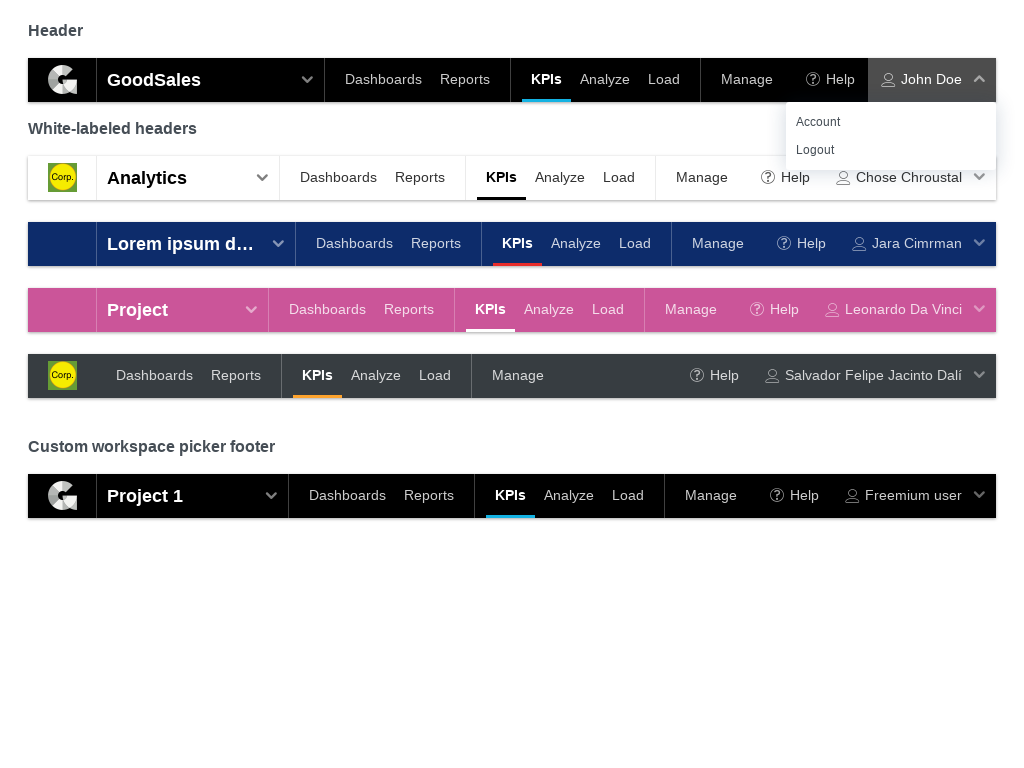 Header
GoodSales Dashboards Reports KPIs Analyze Load Manage Help John Doe
Account
Logout
White-labeled headers
Corp. Analytics Dashboards Reports KPIs Analyze Load Manage Help Chose Chroustal
Lorem ipsum d… Dashboards Reports KPIs Analyze Load Manage Help Jara Cimrman
Project Dashboards Reports KPIs Analyze Load Manage Help Leonardo Da Vinci
Corp. Dashboards Reports KPIs Analyze Load Manage Help Salvador Felipe Jacinto Dalí
Custom workspace picker footer
Project 1 Dashboards Reports KPIs Analyze Load Manage Help Freemium user